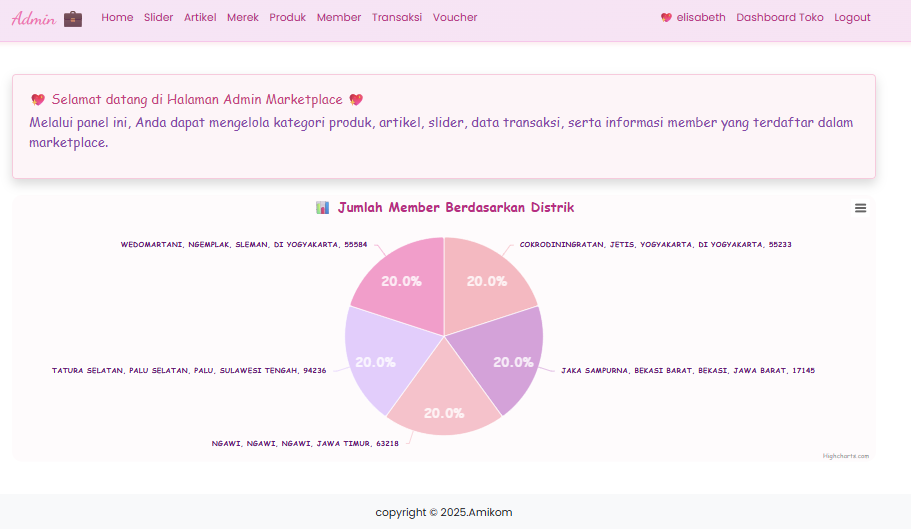 Admin Home Slider Artikel Merek Produk Member Transaksi Voucher elisabeth Dashboard Toko Logout
Selamat datang di Halaman Admin Marketplace
Melalui panel ini, Anda dapat mengelola kategori produk, artikel, slider, data transaksi, serta informasi member yang terdaftar dalam
marketplace.
Jumlah Member Berdasarkan Distrik
WEDOMARTANI, NGEMPLAK, SLEMAN, DI YOGYAKARTA, 55584
COKRODININGRATAN, JETIS, YOGYAKARTA, DI YOGYAKARTA, 55233
20.0%
20.0%
20.0%
20.0%
TATURA SELATAN, PALU SELATAN, PALU, SULAWESI TENGAH, 94236
JAKA SAMPURNA, BEKASI BARAT, BEKASI, JAWA BARAT, 17145
20.0%
NGAWI, NGAWI, NGAWI, JAWA TIMUR, 63218
Highcharts.com
copyright © 2025.Amikom